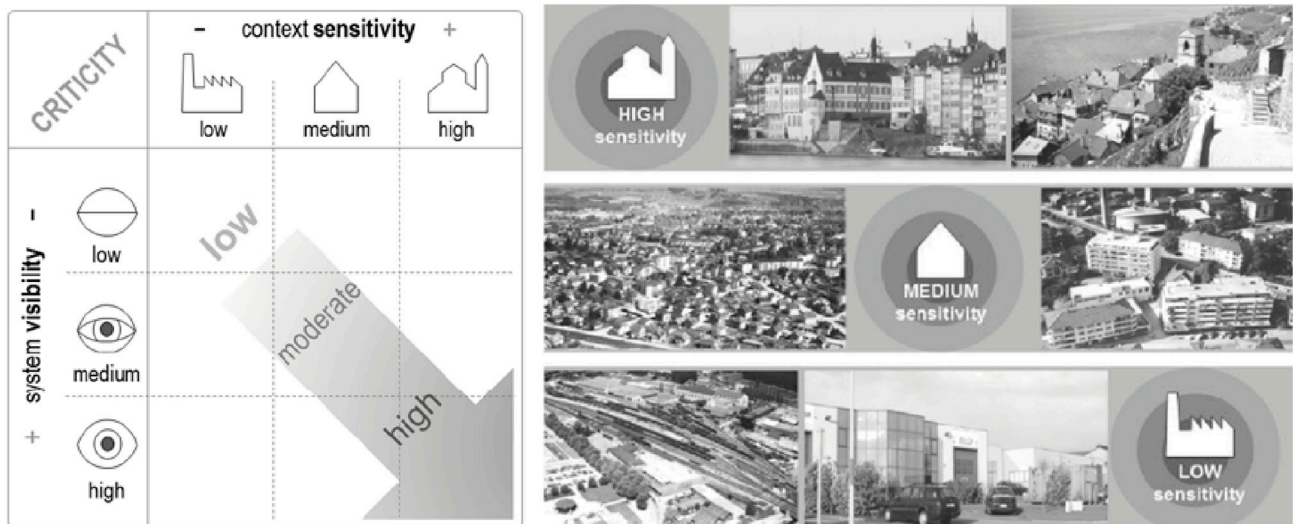 CRITICITY
- context sensitivity +
low
medium
high
system visibility
-
+
low
medium
high
low
moderate
high
HIGH
sensitivity
MEDIUM
sensitivity
LOW
sensitivity